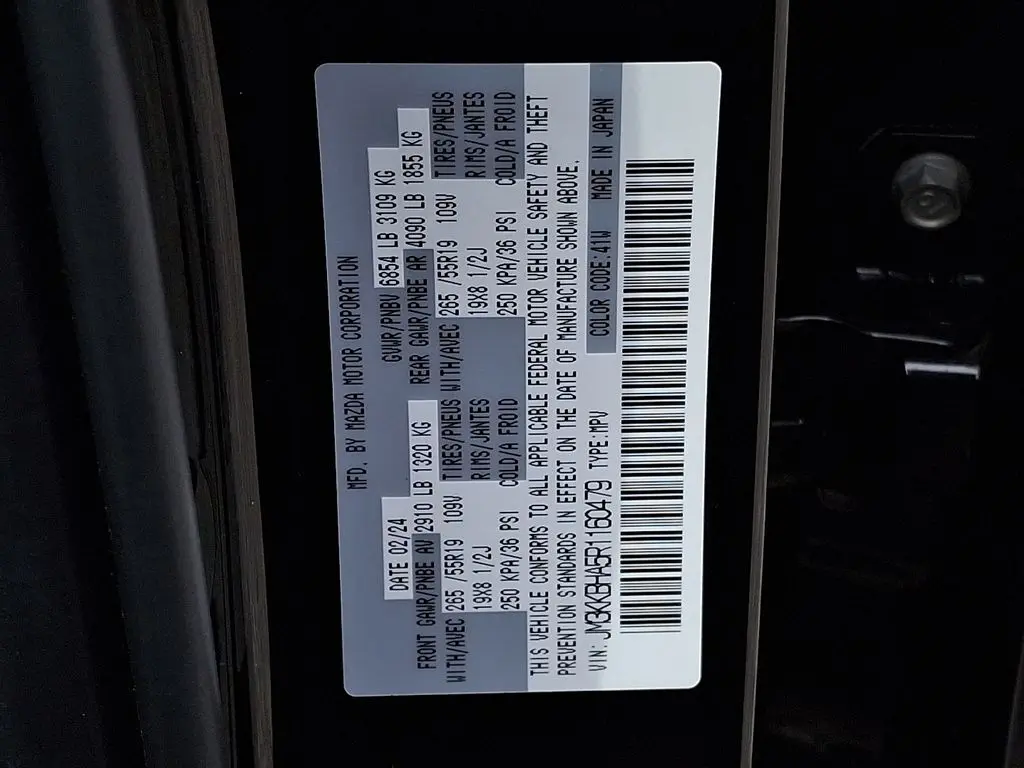 MFD. BY MAZDA MOTOR CORPORATION
DATE 02/24 GVWR/PNBV 6854 LB 3109 KG
FRONT GAWR/PNBE AV 2910 LB 1320 KG REAR GAWR/PNBE AR 4090 LB 1855 KG
WITH/AVEC 265 /55R19 109V TIRES/PNEUS WITH/AVEC 265 /55R19 109V TIRES/PNEUS
19X8 1/2J RIMS/JANTES 19X8 1/2J RIMS/JANTES
250 KPA/36 PSI COLD/A FROID 250 KPA/36 PSI COLD/A FROID
THIS VEHICLE CONFORMS TO ALL APPLICABLE FEDERAL MOTOR VEHICLE SAFETY AND THEFT
PREVENTION STANDARDS IN EFFECT ON THE DATE OF MANUFACTURE SHOWN ABOVE.
VIN: JM3KKBHA5R1160479 TYPE:MPV COLOR CODE:41W MADE IN JAPAN